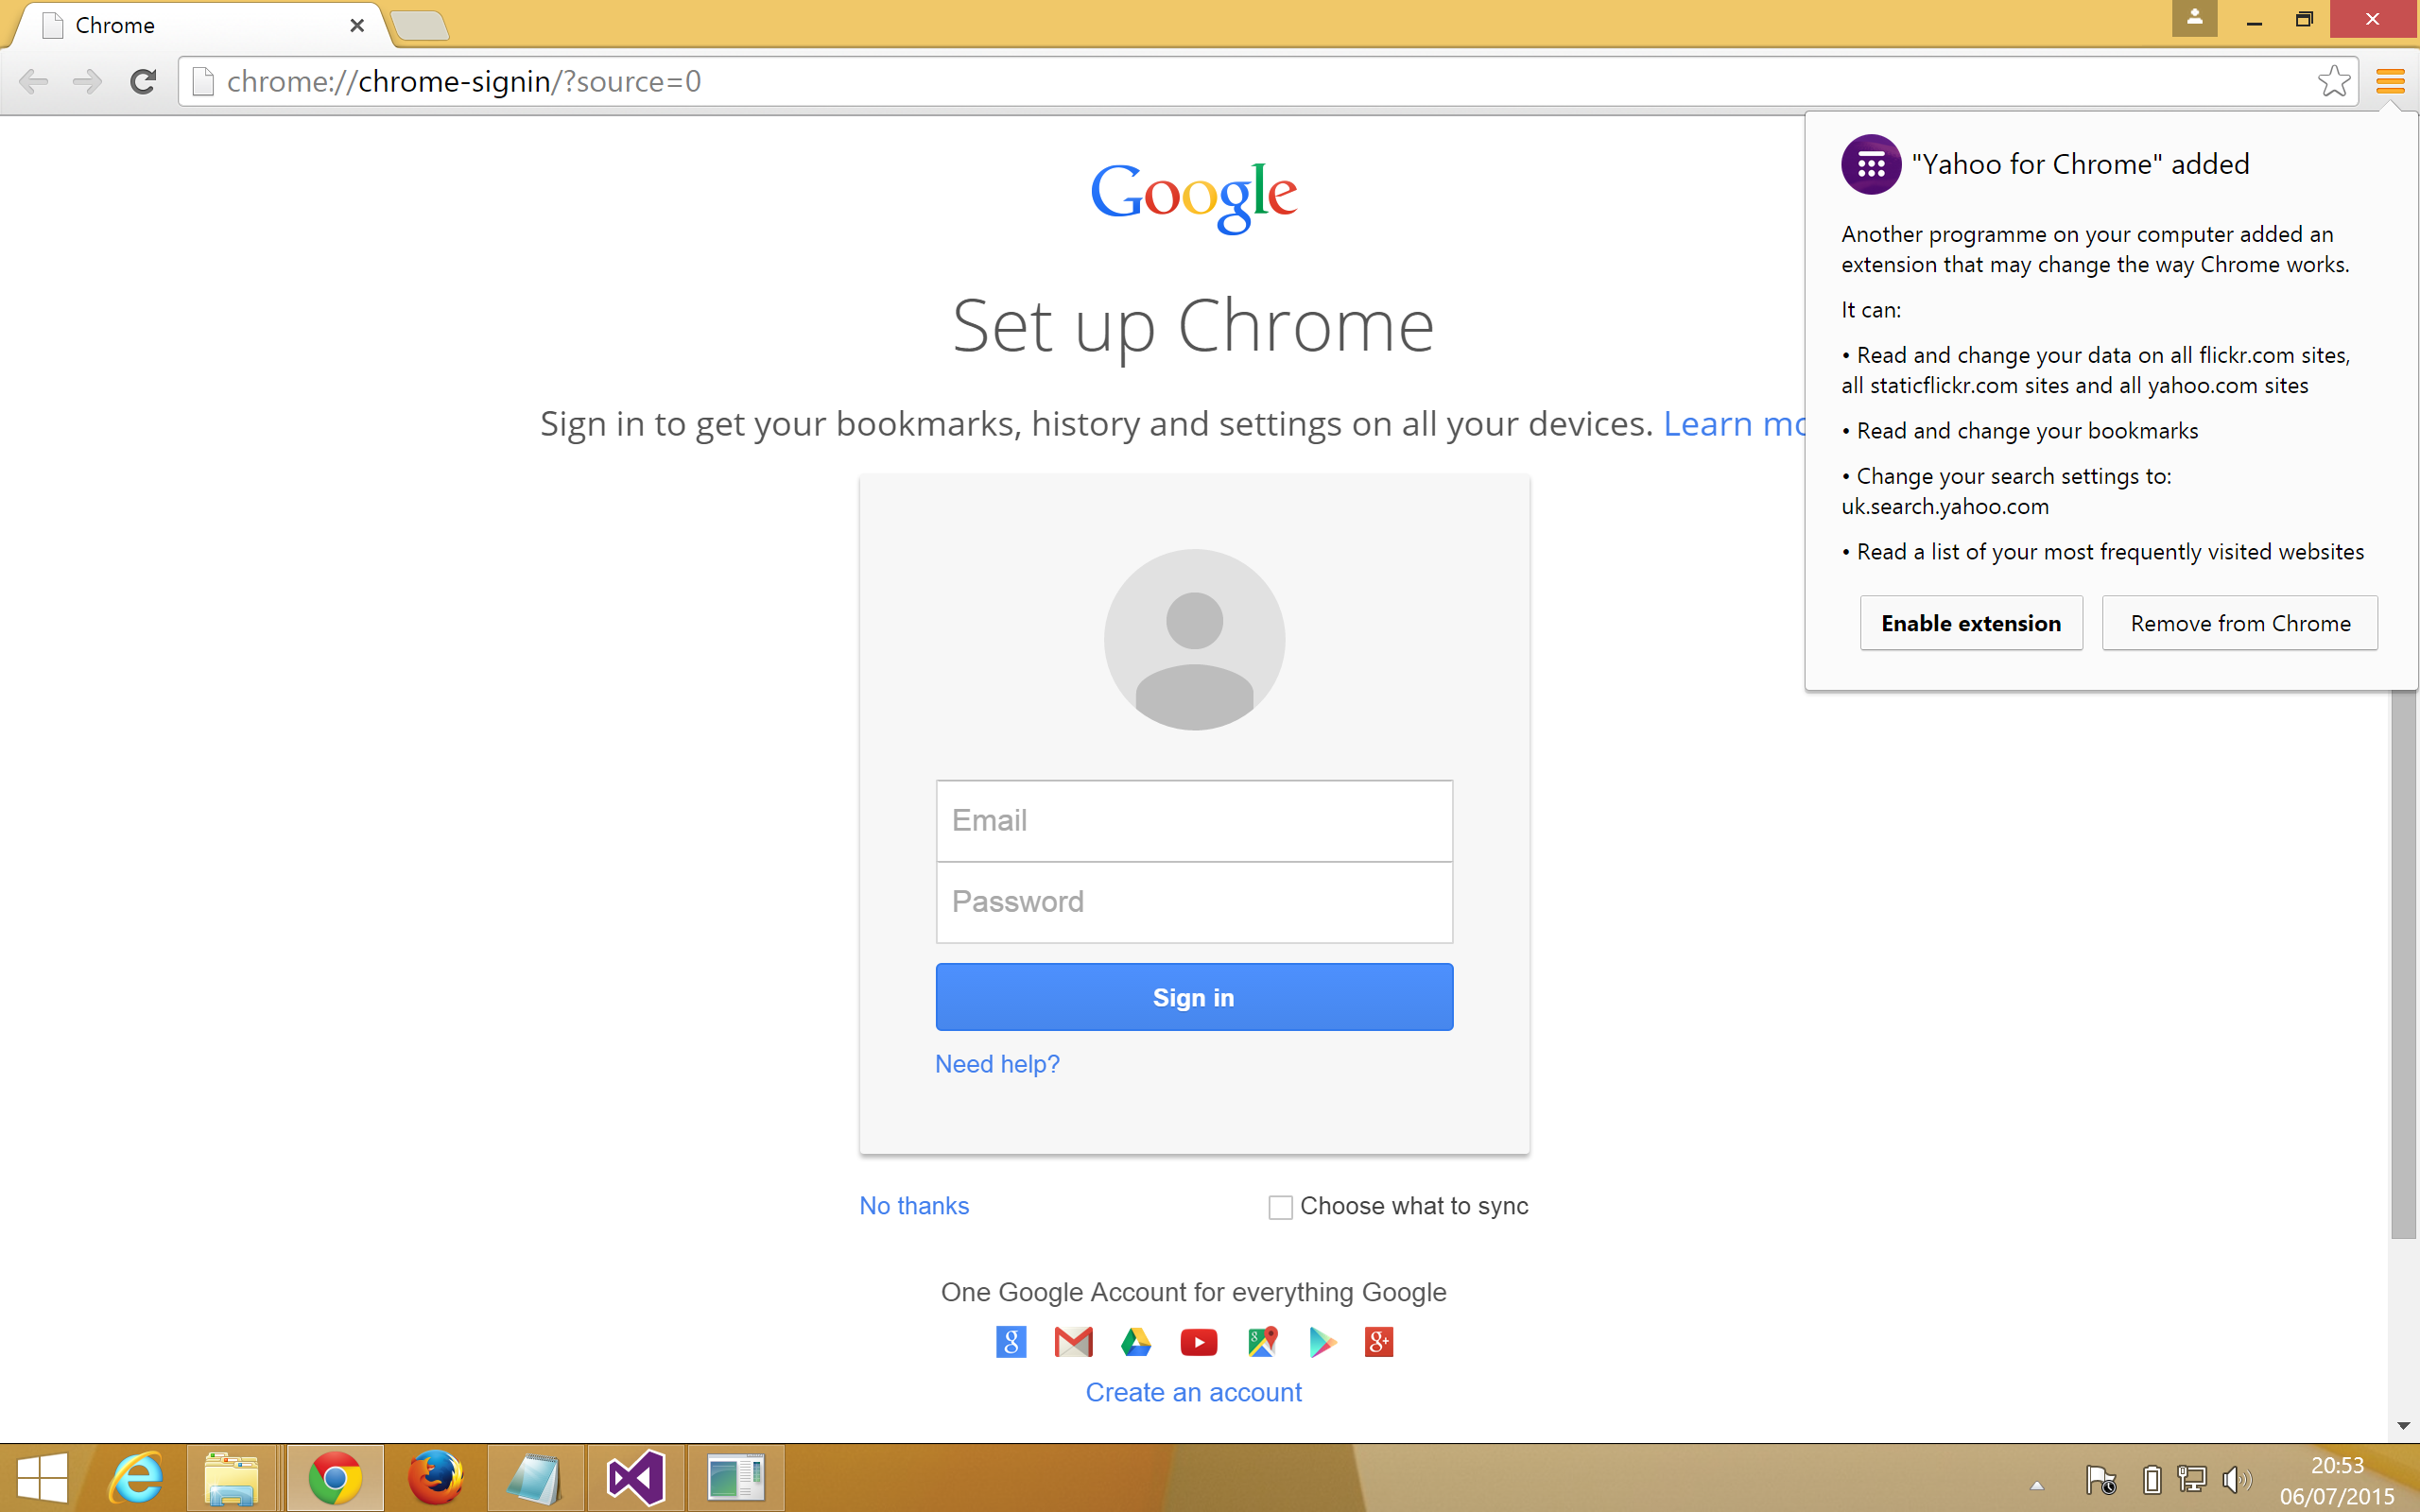 Chrome
chrome://chrome-signin/?source=0
Google
Set up Chrome
Sign in to get your bookmarks, history and settings on all your devices. Learn mo
Email
Password
Sign in
Need help?
No thanks
Choose what to sync
One Google Account for everything Google
Create an account
"Yahoo for Chrome" added
Another programme on your computer added an
extension that may change the way Chrome works.
It can:
• Read and change your data on all flickr.com sites,
all staticflickr.com sites and all yahoo.com sites
• Read and change your bookmarks
• Change your search settings to:
uk.search.yahoo.com
• Read a list of your most frequently visited websites
Enable extension
Remove from Chrome
20:53
06/07/2015